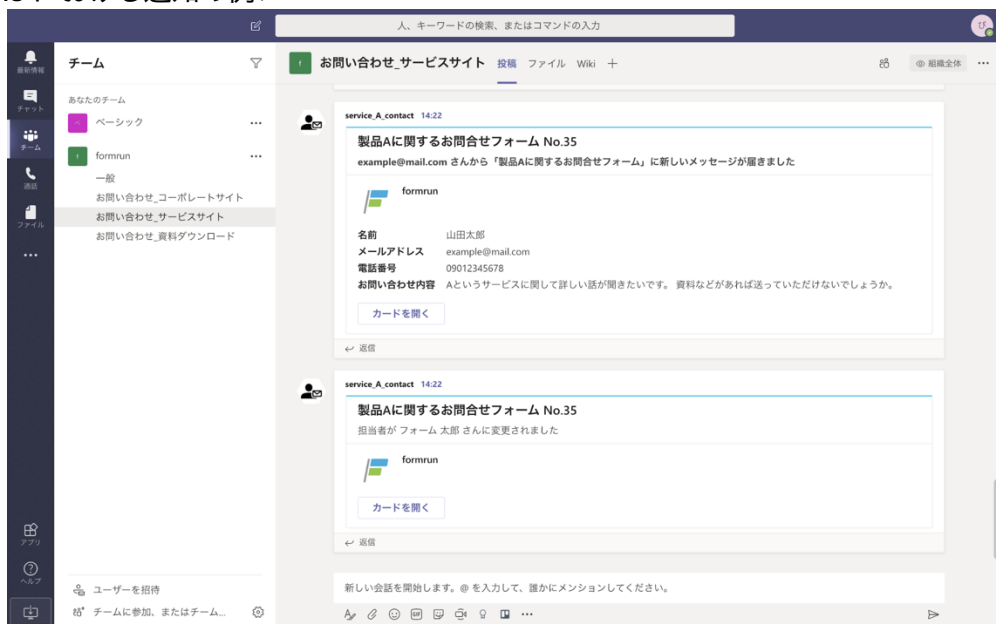 人、キーワードの検索、またはコマンドの入力
び
最新情報
チャット
チーム
通話
ファイル
アプリ
ヘルプ
チーム
あなたのチーム
ベーシック
formrun
一般
お問い合わせ_コーポレートサイト
お問い合わせ_サービスサイト
お問い合わせ_資料ダウンロード
ユーザーを招待
チームに参加、またはチーム...
f お問い合わせ_サービスサイト 投稿 ファイル Wiki
組織全体
service_A_contact 14:22
製品Aに関するお問合せフォーム No.35
example@mail.com さんから「製品Aに関するお問合せフォーム」に新しいメッセージが届きました
formrun
名前 山田太郎
メールアドレス example@mail.com
電話番号 09012345678
お問い合わせ内容 Aというサービスに関して詳しい話が聞きたいです。 資料などがあれば送っていただけないでしょうか。
カードを開く
返信
service_A_contact 14:22
製品Aに関するお問合せフォーム No.35
担当者が フォーム 太郎 さんに変更されました
formrun
カードを開く
返信
新しい会話を開始します。@ を入力して、誰かにメンションしてください。
GIF